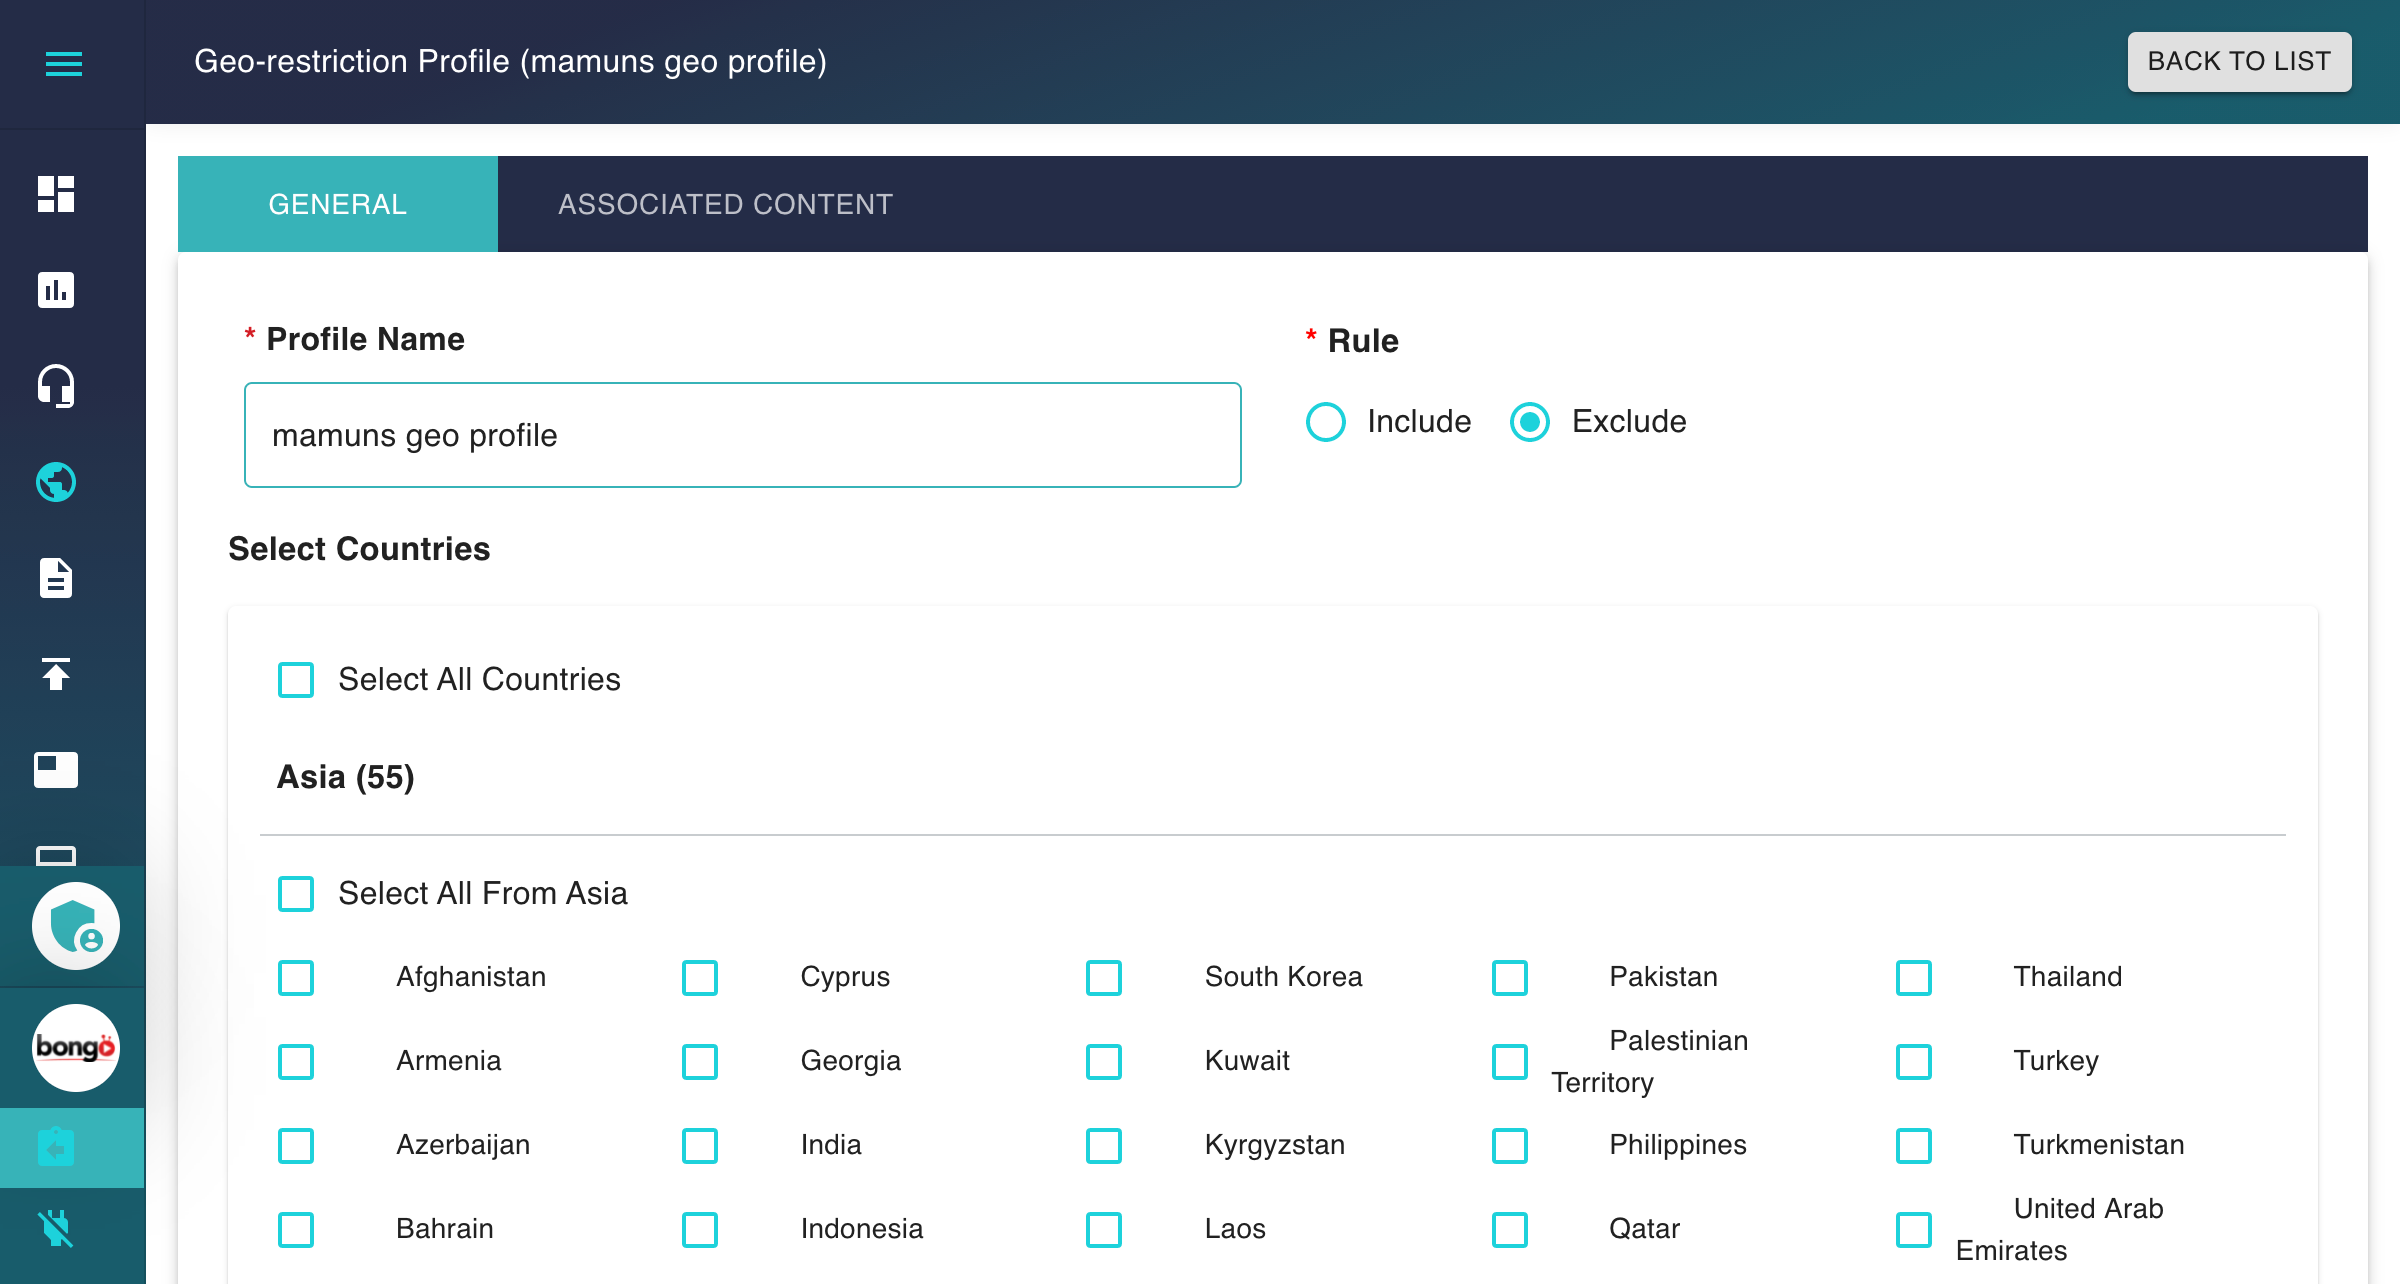 Geo-restriction Profile (mamuns geo profile)
BACK TO LIST
GENERAL
ASSOCIATED CONTENT
* Profile Name
* Rule
mamuns geo profile
Include
Exclude
Select Countries
Select All Countries
Asia (55)
Select All From Asia
Afghanistan
Cyprus
South Korea
Pakistan
Thailand
Armenia
Georgia
Kuwait
Palestinian
Territory
Turkey
Azerbaijan
India
Kyrgyzstan
Philippines
Turkmenistan
Bahrain
Indonesia
Laos
Qatar
United Arab
Emirates
bongo